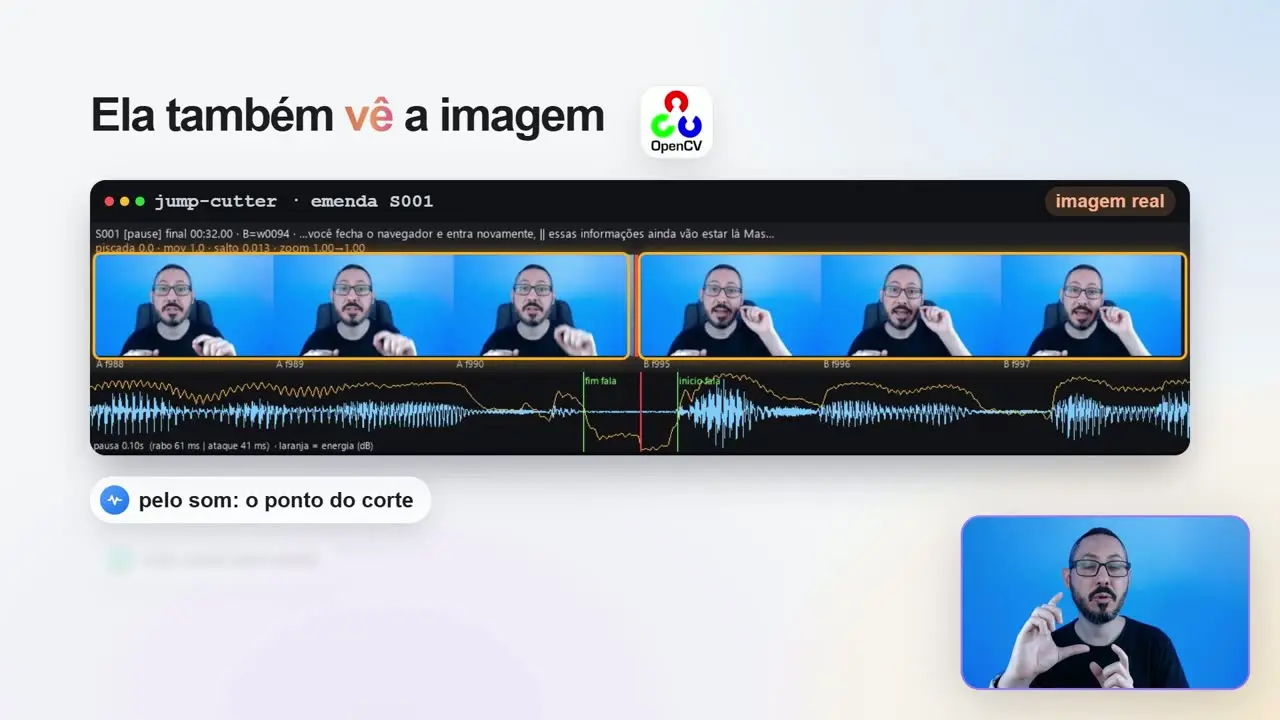 Ela também vê a imagem
OpenCV
jump-cutter · emenda S001
imagem real
S001 [pause] final 00:32.00 · B=w0094 · ...você fecha o navegador e entra novamente, || essas informações ainda vão estar lá Mas...
piscada 0.0 · mov 1.0 · salto 0.013 · zoom 1.00→1.00
A f988
A f989
A f990
B f995
B f996
B f997
fim fala
inicio fala
pausa 0.10s (rabo 61 ms | ataque 41 ms) · laranja = energia (dB)
pelo som: o ponto do corte